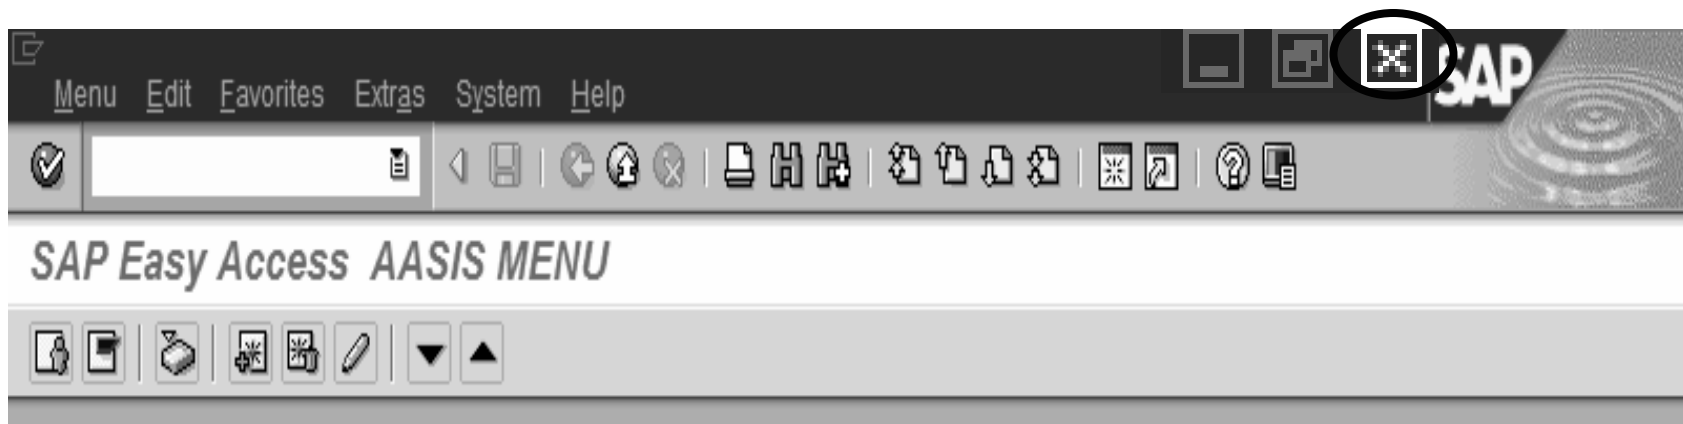 Menu Edit Favorites Extras System Help
SAP
SAP Easy Access AASIS MENU